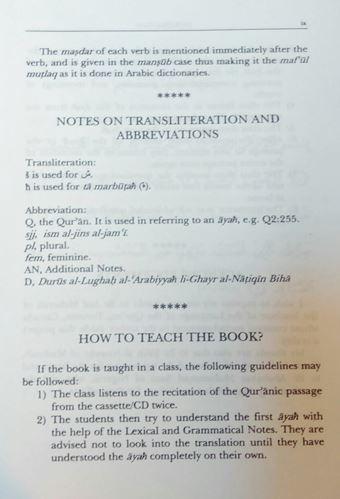 ix
The maṣdar of each verb is mentioned immediately after the
verb, and is given in the manṣūb case thus making it the maf'ūl
muṭlaq as it is done in Arabic dictionaries.
*****
NOTES ON TRANSLITERATION AND
ABBREVIATIONS
Transliteration:
š is used for ش.
ħ is used for tā marbūṭaħ (ة).
Abbreviation:
Q, the Qur'ān. It is used in referring to an āyaħ, e.g. Q2:255.
sjj, ism al-jins al-jam'ī.
pl, plural.
fem, feminine.
AN, Additional Notes.
D, Durūs al-Lughaħ al-'Arabiyyaħ li-Ghayr al-Nāṭiqīn Bihā
*****
HOW TO TEACH THE BOOK?
If the book is taught in a class, the following guidelines may
be followed:
1) The class listens to the recitation of the Qur'ānic passage
from the cassette/CD twice.
2) The students then try to understand the first āyaħ with
the help of the Lexical and Grammatical Notes. They are
advised not to look into the translation until they have
understood the āyaħ completely on their own.